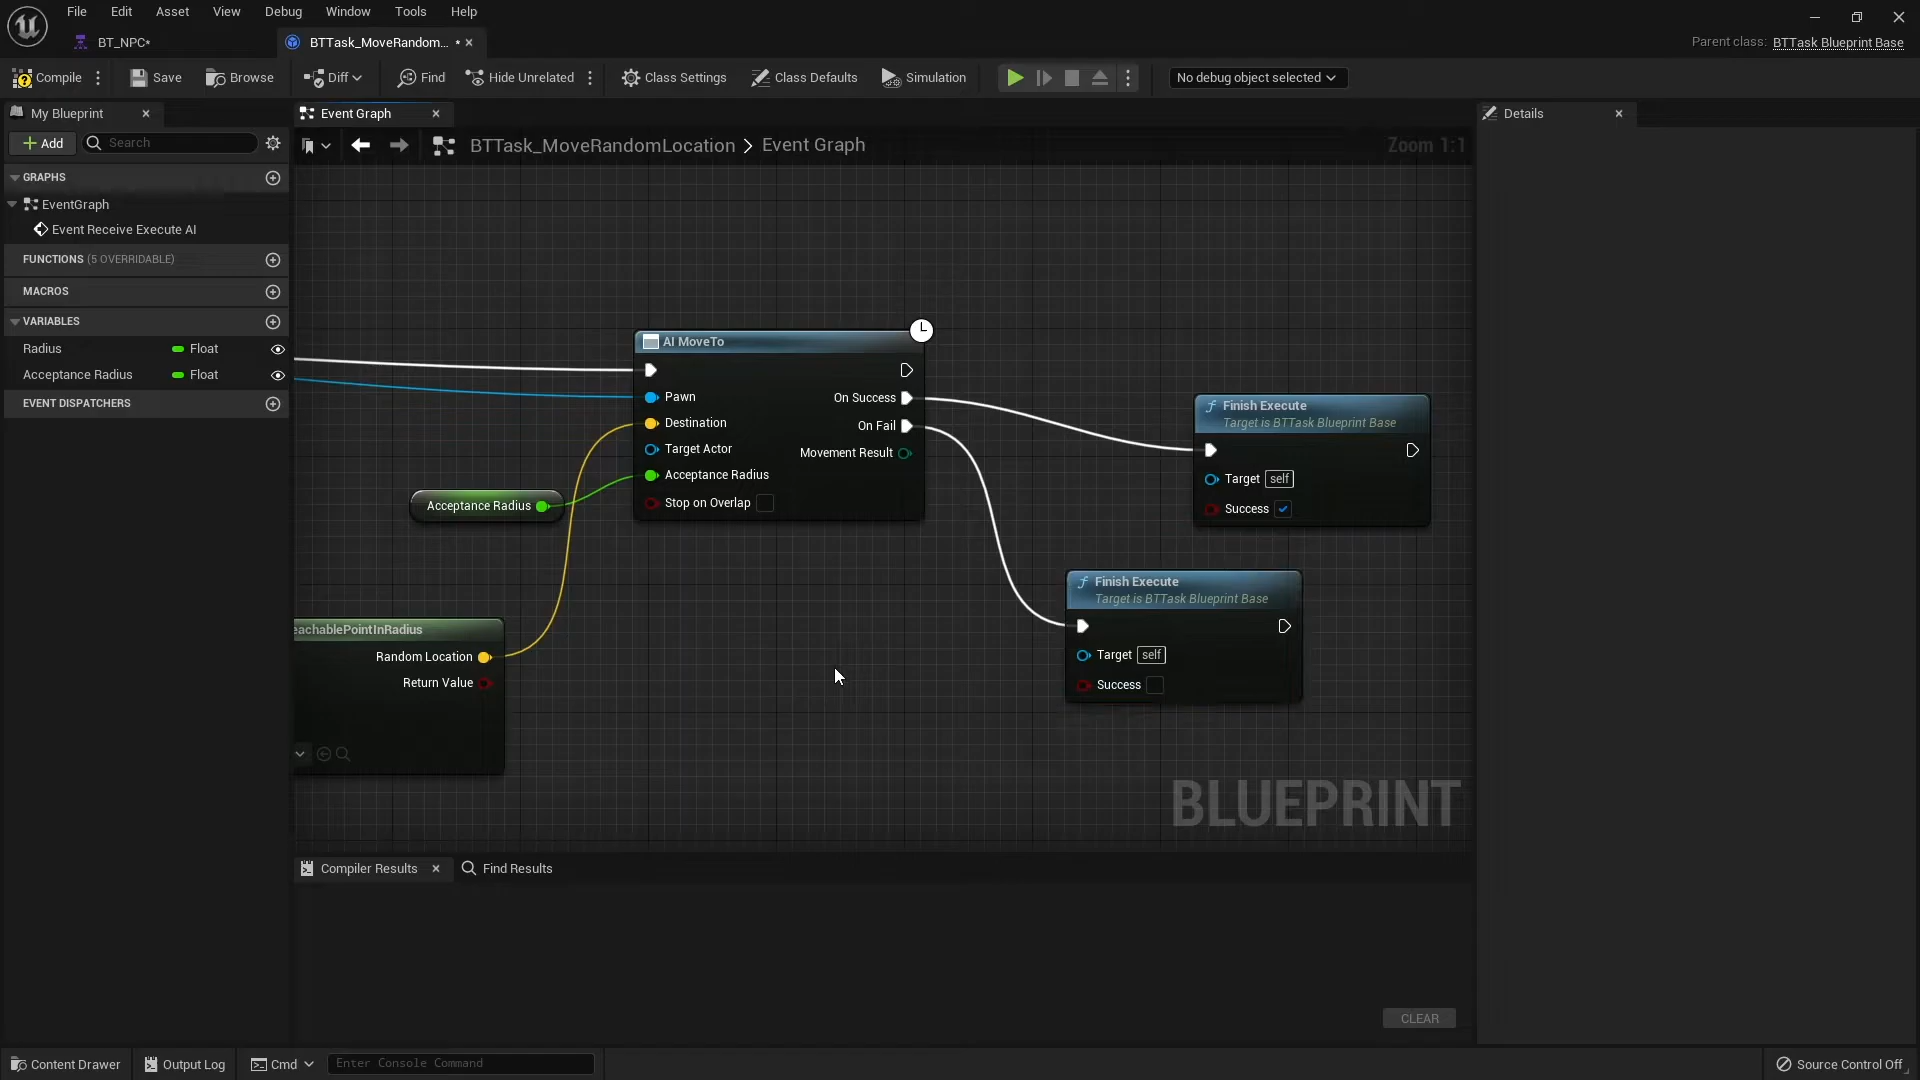 File Edit Asset View Debug Window Tools Help
BT_NPC*
BTTask_MoveRandom... *
Parent class: BTTask Blueprint Base
Compile Save Browse Diff Find Hide Unrelated Class Settings Class Defaults Simulation No debug object selected
My Blueprint
Event Graph
Details
Add
Search
BTTask_MoveRandomLocation > Event Graph
Zoom 1:1
GRAPHS
EventGraph
Event Receive Execute AI
FUNCTIONS (5 OVERRIDABLE)
MACROS
VARIABLES
Radius Float
Acceptance Radius Float
EVENT DISPATCHERS
AI MoveTo
Pawn
On Success
Destination
On Fail
Target Actor
Movement Result
Acceptance Radius
Stop on Overlap
Acceptance Radius
eachablePointInRadius
Random Location
Return Value
Finish Execute
Target is BTTask Blueprint Base
Target self
Success
Finish Execute
Target is BTTask Blueprint Base
Target self
Success
BLUEPRINT
Compiler Results
Find Results
CLEAR
Content Drawer Output Log Cmd Enter Console Command Source Control Off